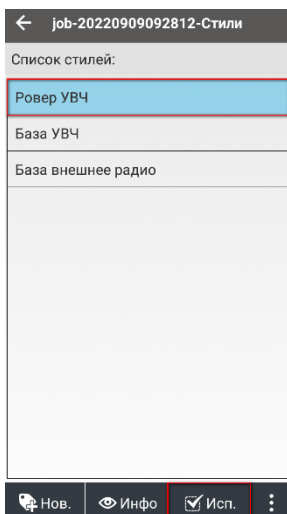 job-20220909092812-Стили
Список стилей:
Ровер УВЧ
База УВЧ
База внешнее радио
Нов. Инфо Исп.